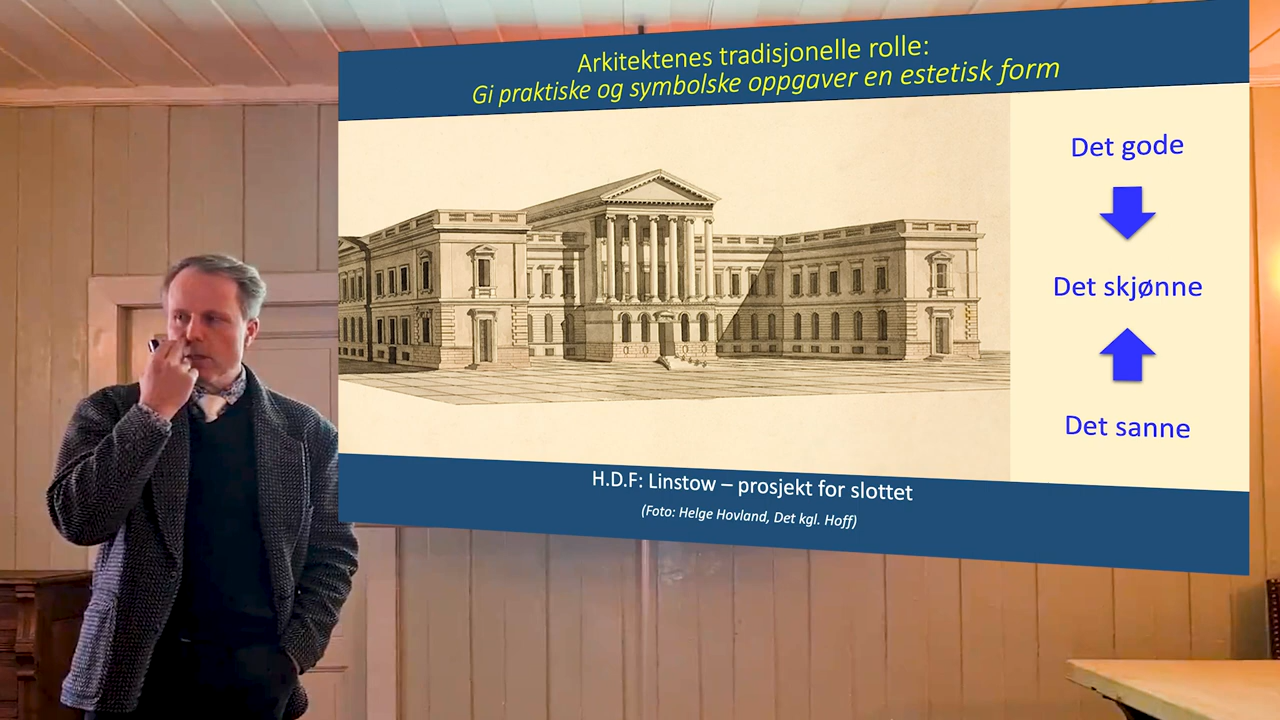 Arkitektenes tradisjonelle rolle:
Gi praktiske og symbolske oppgaver en estetisk form
Det gode
Det skjønne
Det sanne
H.D.F: Linstow – prosjekt for slottet
(Foto: Helge Hovland, Det kgl. Hoff)